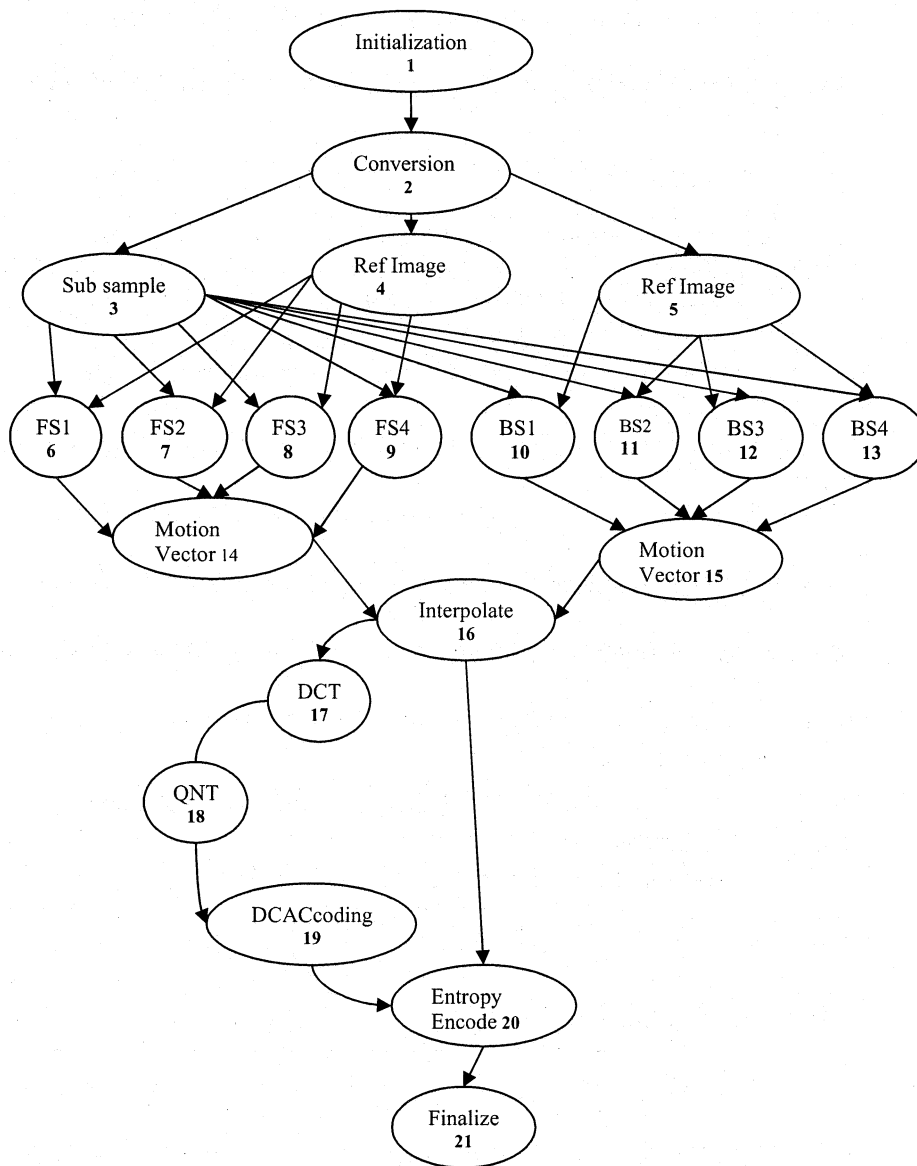 Initialization
1
Conversion
2
Sub sample
3
Ref Image
4
Ref Image
5
FS1
6
FS2
7
FS3
8
FS4
9
BS1
10
BS2
11
BS3
12
BS4
13
Motion
Vector 14
Motion
Vector 15
Interpolate
16
DCT
17
QNT
18
DCACcoding
19
Entropy
Encode 20
Finalize
21